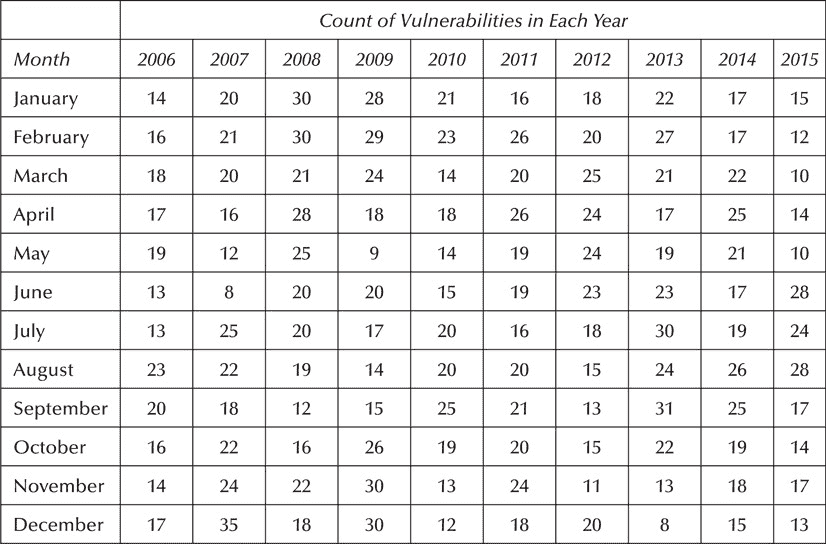 Count of Vulnerabilities in Each Year
Month 2006 2007 2008 2009 2010 2011 2012 2013 2014 2015
January 14 20 30 28 21 16 18 22 17 15
February 16 21 30 29 23 26 20 27 17 12
March 18 20 21 24 14 20 25 21 22 10
April 17 16 28 18 18 26 24 17 25 14
May 19 12 25 9 14 19 24 19 21 10
June 13 8 20 20 15 19 23 23 17 28
July 13 25 20 17 20 16 18 30 19 24
August 23 22 19 14 20 20 15 24 26 28
September 20 18 12 15 25 21 13 31 25 17
October 16 22 16 26 19 20 15 22 19 14
November 14 24 22 30 13 24 11 13 18 17
December 17 35 18 30 12 18 20 8 15 13